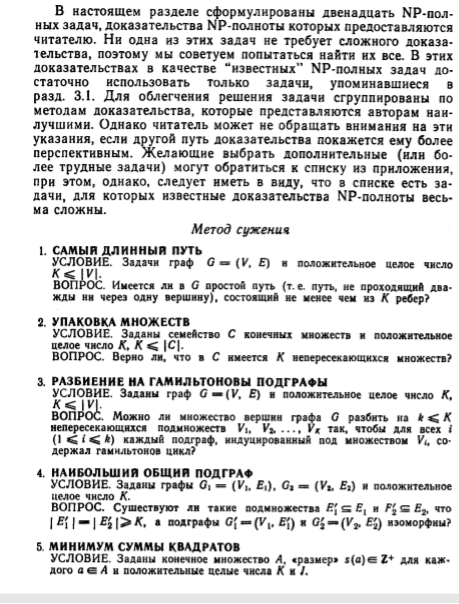 В настоящем разделе сформулированы двенадцать NP-пол-
ных задач, доказательства NP-полноты которых предоставляются
читателю. Ни одна из этих задач не требует сложного доказа-
тельства, поэтому мы советуем попытаться найти их все. В этих
доказательствах в качестве “известных” NP-полных задач до-
статочно использовать только задачи, упоминавшиеся в
разд. 3.1. Для облегчения решения задачи сгруппированы по
методам доказательства, которые представляются авторам наи-
лучшими. Однако читатель может не обращать внимания на эти
указания, если другой путь доказательства покажется ему более
перспективным. Желающие выбрать дополнительные (или бо-
лее трудные задачи) могут обратиться к списку из приложения,
при этом, однако, следует иметь в виду, что в списке есть за-
дачи, для которых известные доказательства NP-полноты весь-
ма сложны.
Метод сужения
1. САМЫЙ ДЛИННЫЙ ПУТЬ
УСЛОВИЕ. Задачи граф G = (V, E) и положительное целое число
K ⩽ |V|.
ВОПРОС. Имеется ли в G простой путь (т. е. путь, не проходящий два-
жды ни через одну вершину), состоящий не менее чем из K ребер?
2. УПАКОВКА МНОЖЕСТВ
УСЛОВИЕ. Заданы семейство C конечных множеств и положительное
целое число K, K ⩽ |C|.
ВОПРОС. Верно ли, что в C имеется K непересекающихся множеств?
3. РАЗБИЕНИЕ НА ГАМИЛЬТОНОВЫ ПОДГРАФЫ
УСЛОВИЕ. Заданы граф G = (V, E) и положительное целое число K,
K ⩽ |V|.
ВОПРОС. Можно ли множество вершин графа G разбить на k ⩽ K
непересекающихся подмножеств V₁, V₂, ..., Vₖ так, чтобы для всех i
(1 ⩽ i ⩽ k) каждый подграф, индуцированный под множеством Vᵢ, со-
держал гамильтонов цикл?
4. НАИБОЛЬШИЙ ОБЩИЙ ПОДГРАФ
УСЛОВИЕ. Заданы графы G₁ = (V₁, E₁), G₂ = (V₂, E₂) и положительное
целое число K.
ВОПРОС. Существуют ли такие подмножества E₁′ ⊆ E₁ и F₂′ ⊆ E₂, что
|E₁′| = |E₂′| ⩾ K, а подграфы G₁′ = (V₁, E₁′) и G₂′ = (V₂, E₂′) изоморфны?
5. МИНИМУМ СУММЫ КВАДРАТОВ
УСЛОВИЕ. Заданы конечное множество A, «размер» s(a) ∈ Z⁺ для каж-
дого a ∈ A и положительные целые числа K и J.